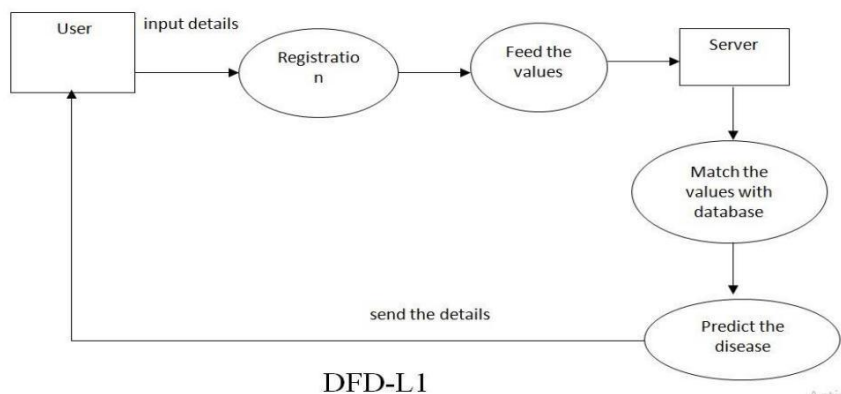 User
input details
Registratio
n
Feed the
values
Server
Match the
values with
database
send the details
Predict the
disease
DFD-L1